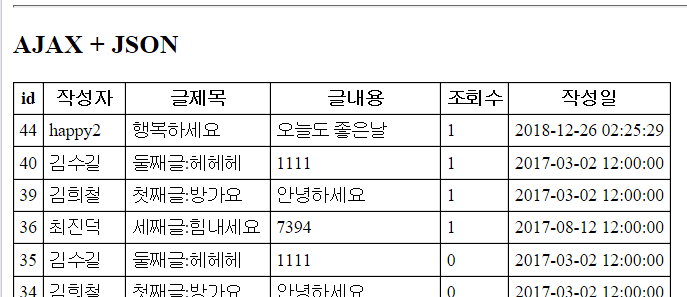 AJAX + JSON
id 작성자 글제목 글내용 조회수 작성일
44 happy2 행복하세요 오늘도 좋은날 1 2018-12-26 02:25:29
40 김수길 둘째글:헤헤헤 1111 1 2017-03-02 12:00:00
39 김희철 첫째글:방가요 안녕하세요 1 2017-03-02 12:00:00
36 최진덕 세째글:힘내세요 7394 1 2017-08-12 12:00:00
35 김수길 둘째글:헤헤헤 1111 0 2017-03-02 12:00:00
34 김희철 첫째글:방가요 안녕하세요 0 2017-03-02 12:00:00